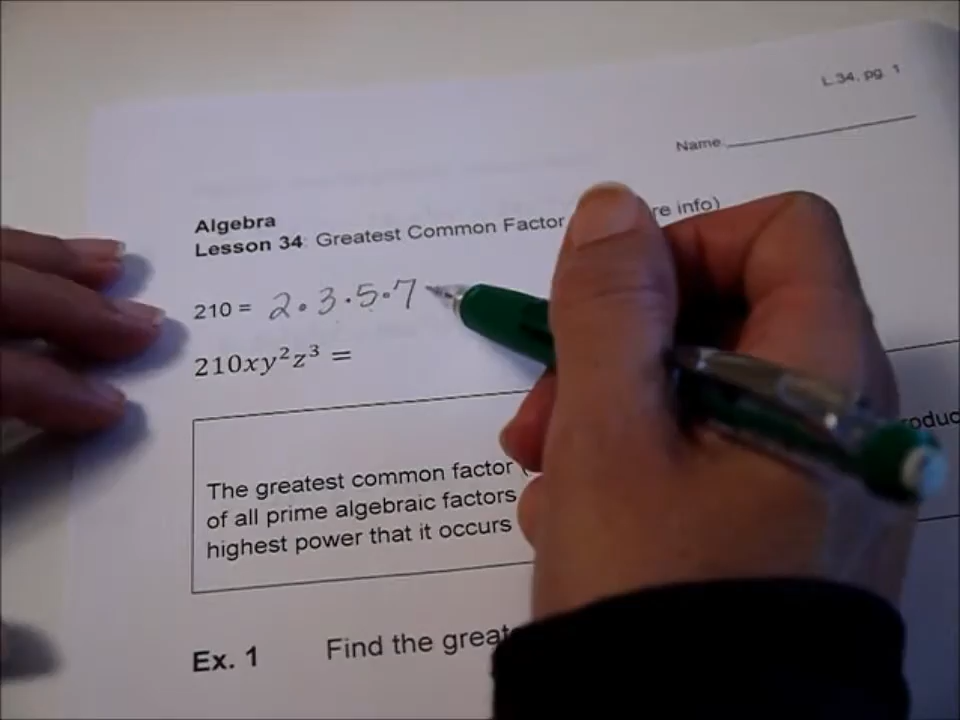 L.34, pg. 1
Name
Algebra
Lesson 34: Greatest Common Factor re info)
210 = 2·3·5·7
210xy²z³ =
The greatest common factor (
of all prime algebraic factors
highest power that it occurs
Ex. 1 Find the